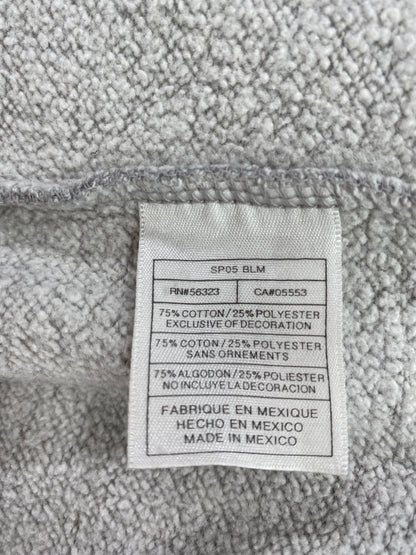 SP05 BLM
RN#56323 CA#05553
75% COTTON/25% POLYESTER
EXCLUSIVE OF DECORATION
75% COTON/25% POLYESTER
SANS ORNEMENTS
75% ALGODON/25% POLIESTER
NO INCLUYE LA DECORACION
FABRIQUE EN MEXIQUE
HECHO EN MEXICO
MADE IN MEXICO